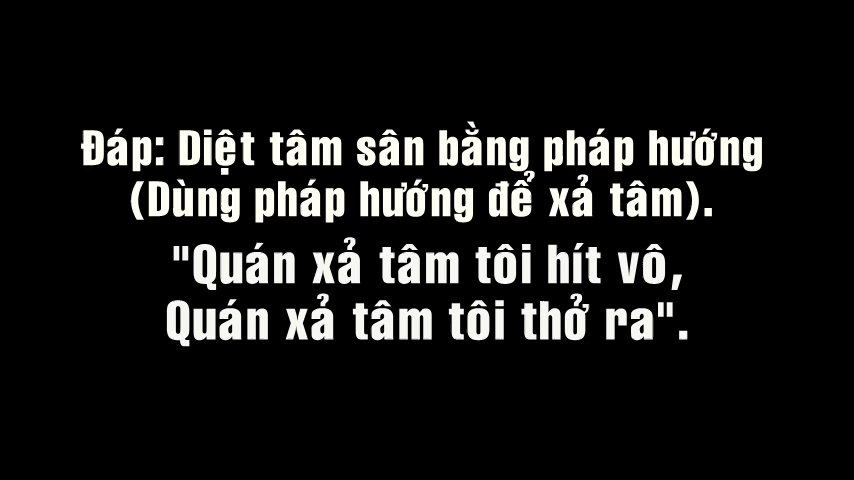 Đáp: Diệt tâm sân bằng pháp hướng
(Dùng pháp hướng để xả tâm).
"Quán xả tâm tôi hít vô,
Quán xả tâm tôi thở ra".